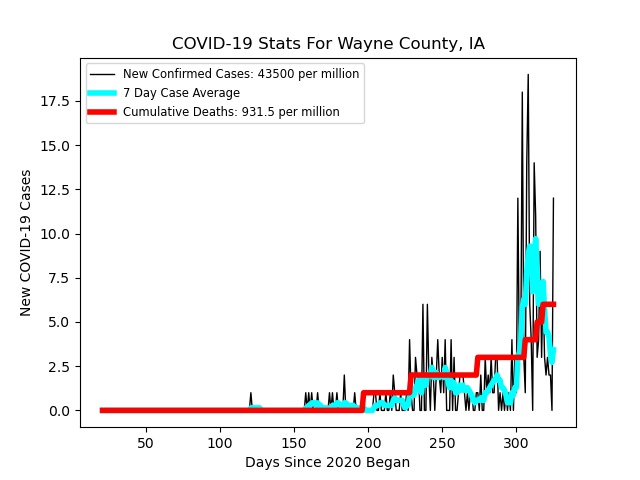 COVID-19 Stats For Wayne County, IA
New Confirmed Cases: 43500 per million
7 Day Case Average
Cumulative Deaths: 931.5 per million
New COVID-19 Cases
17.5
15.0
12.5
10.0
7.5
5.0
2.5
0.0
50 100 150 200 250 300
Days Since 2020 Began